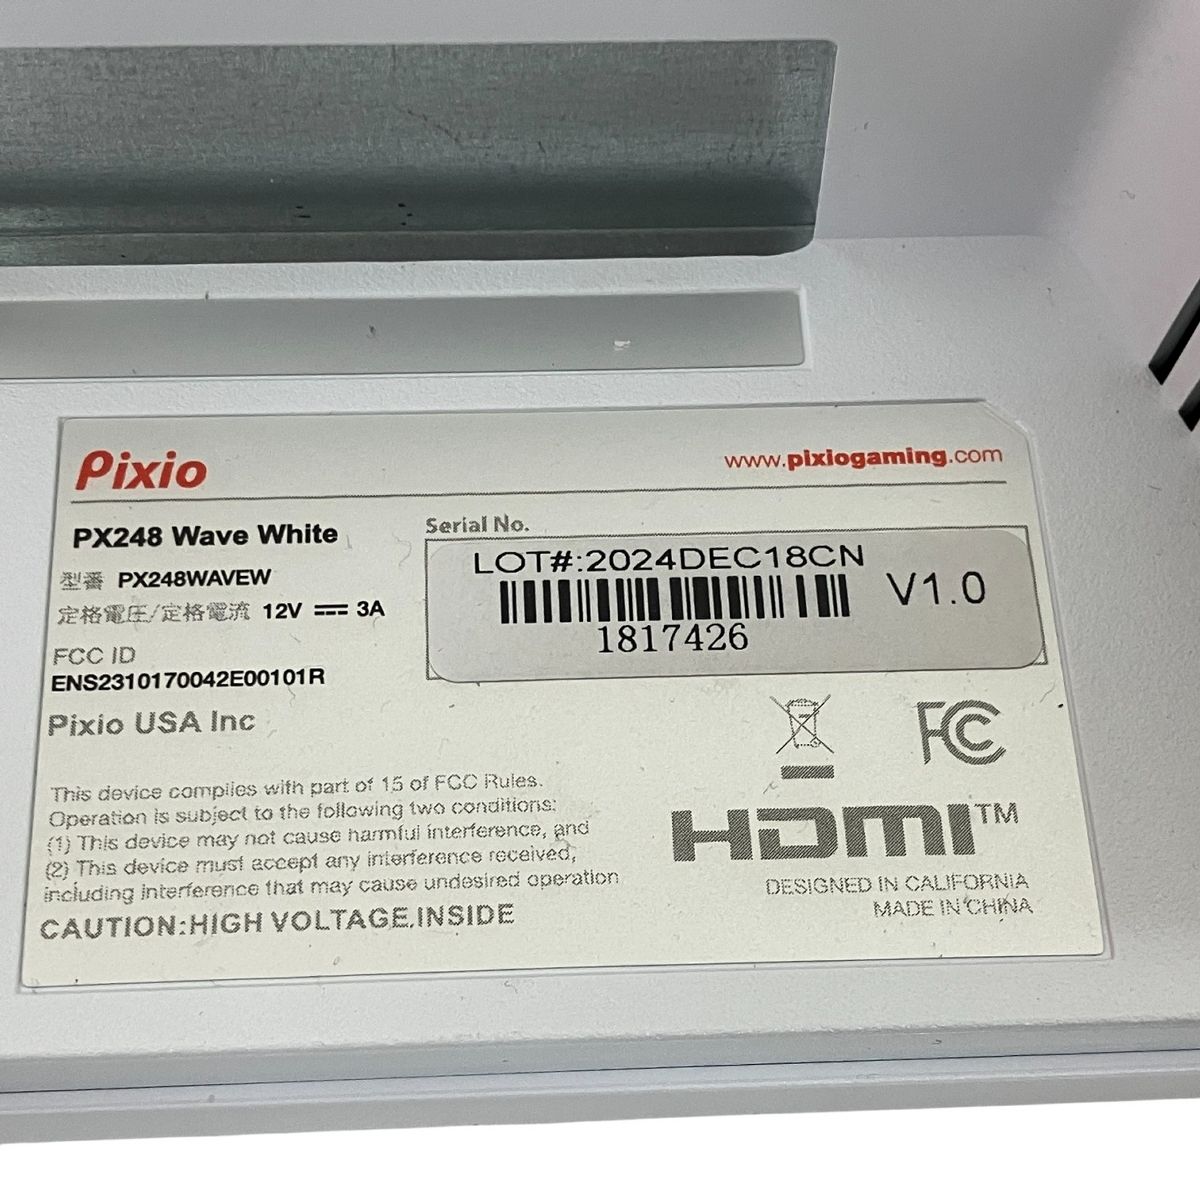 Pixio
www.pixiogaming.com
PX248 Wave White
型番 PX248WAVEW
定格電圧/定格電流 12V ⎓ 3A
FCC ID
ENS2310170042E00101R
Pixio USA Inc
Serial No.
LOT#:2024DEC18CN
V1.0
1817426
This device complies with part of 15 of FCC Rules.
Operation is subject to the following two conditions:
(1) This device may not cause harmful interference, and
(2) This device must accept any interference received,
including interference that may cause undesired operation
CAUTION:HIGH VOLTAGE.INSIDE
FC
HDMI™
DESIGNED IN CALIFORNIA
MADE IN CHINA